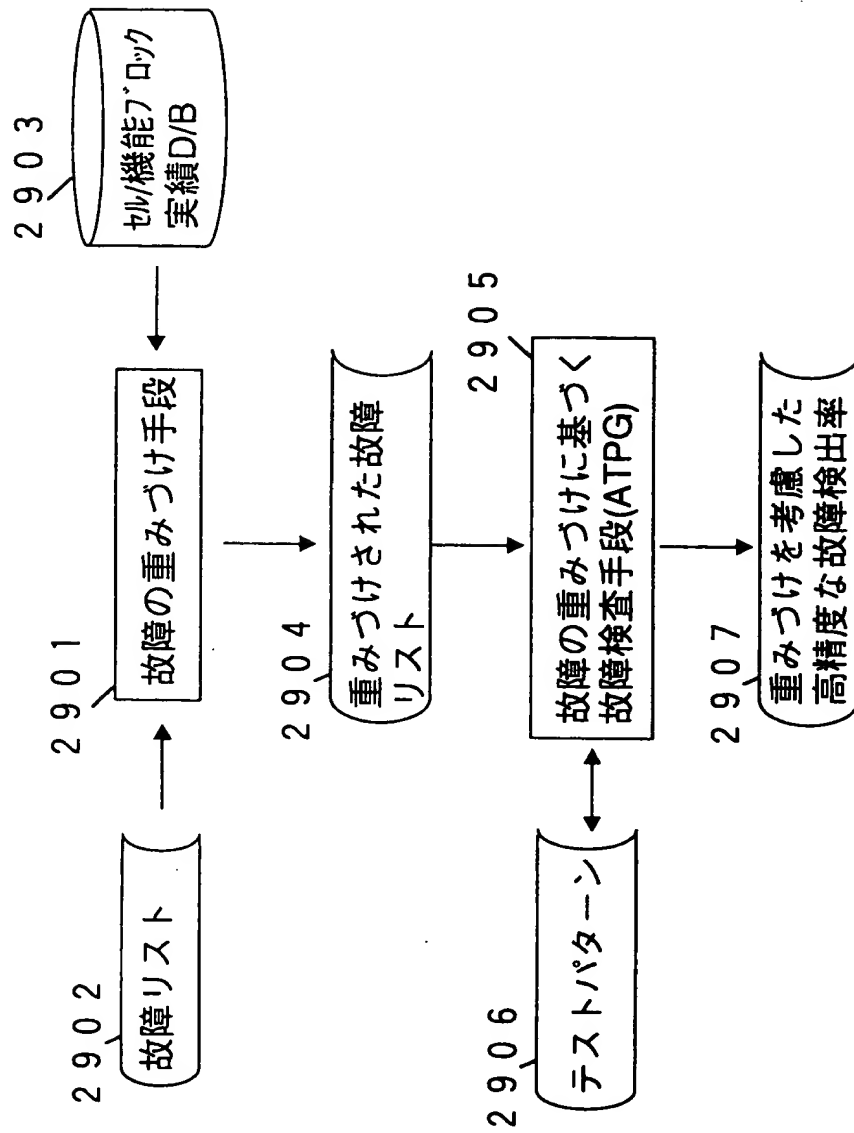 2903
セル/機能ブロック
実績D/B
2901
故障の重みづけ手段
2902
故障リスト
2904
重みづけされた故障
リスト
2905
故障の重みづけに基づく
故障検査手段(ATPG)
2906
テストパターン
2907
重みづけを考慮した
高精度な故障検出率